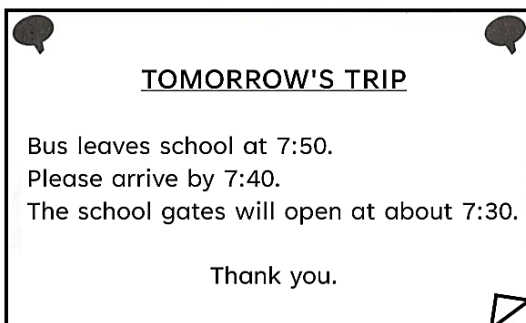 TOMORROW'S TRIP
Bus leaves school at 7:50.
Please arrive by 7:40.
The school gates will open at about 7:30.
Thank you.